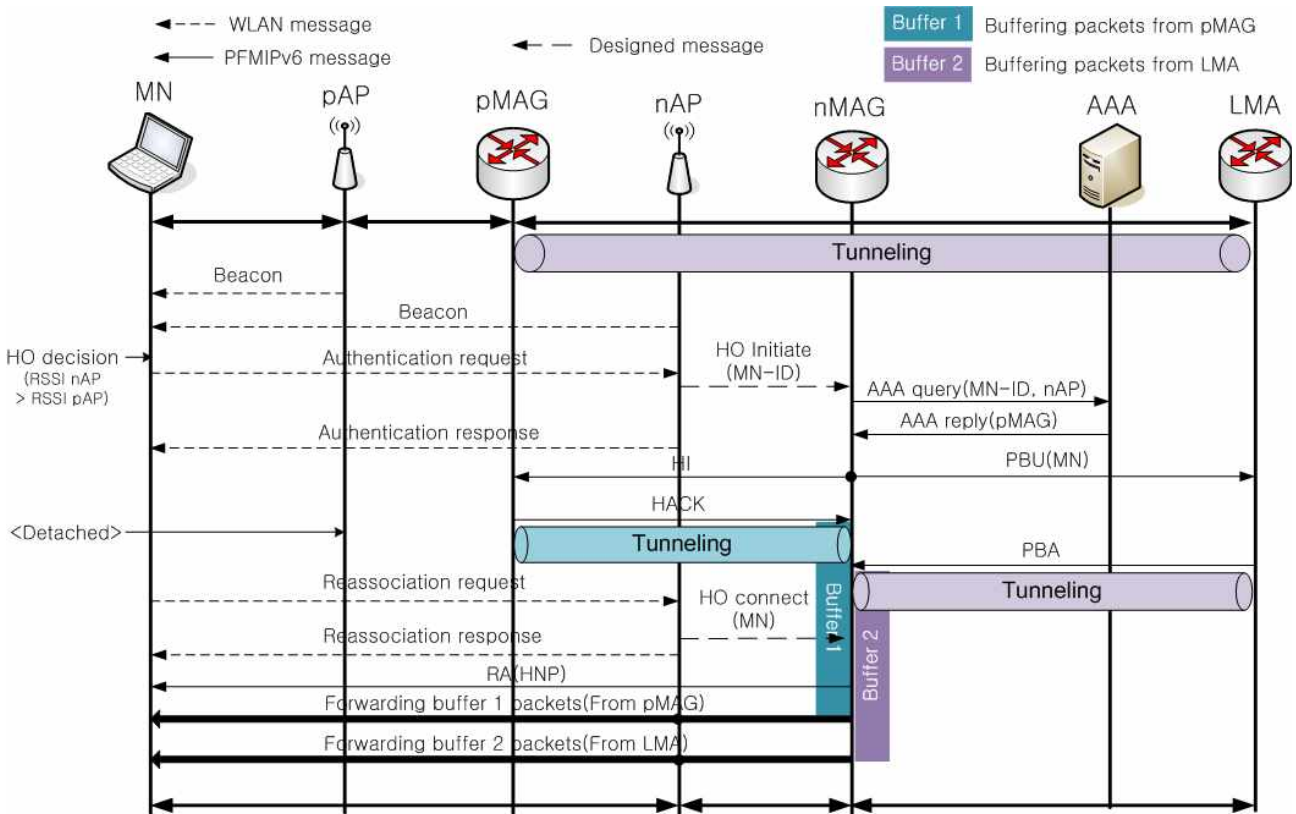 WLAN message
PFMIPv6 message
Designed message
Buffer 1 Buffering packets from pMAG
Buffer 2 Buffering packets from LMA
MN pAP pMAG nAP nMAG AAA LMA
Tunneling
Beacon
Beacon
HO decision
(RSSI nAP
> RSSI pAP)
Authentication request
HO Initiate
(MN-ID)
AAA query(MN-ID, nAP)
AAA reply(pMAG)
Authentication response
HI
PBU(MN)
HACK
<Detached>
Tunneling
PBA
Tunneling
Reassociation request
HO connect
(MN)
Buffer 1
Buffer 2
Reassociation response
RA(HNP)
Forwarding buffer 1 packets(From pMAG)
Forwarding buffer 2 packets(From LMA)